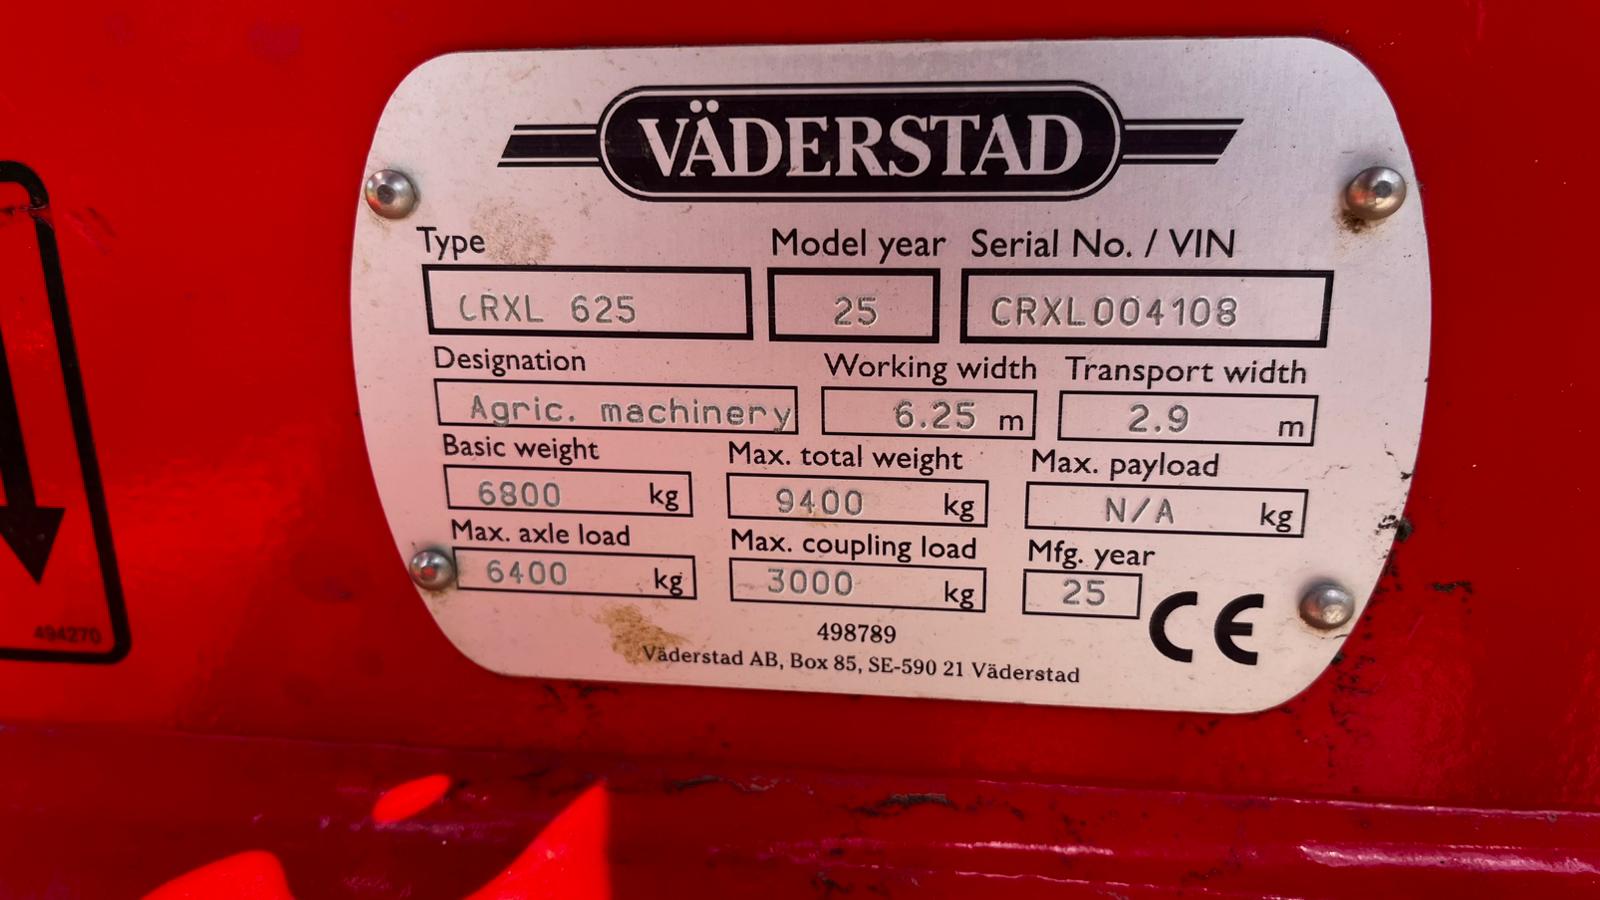 VÄDERSTAD
Type Model year Serial No. / VIN
CRXL 625 25 CRXL004108
Designation Working width Transport width
Agric. machinery 6.25 m 2.9 m
Basic weight Max. total weight Max. payload
6800 kg 9400 kg N/A kg
Max. axle load Max. coupling load Mfg. year
6400 kg 3000 kg 25
CE
498789
Väderstad AB, Box 85, SE-590 21 Väderstad
494270